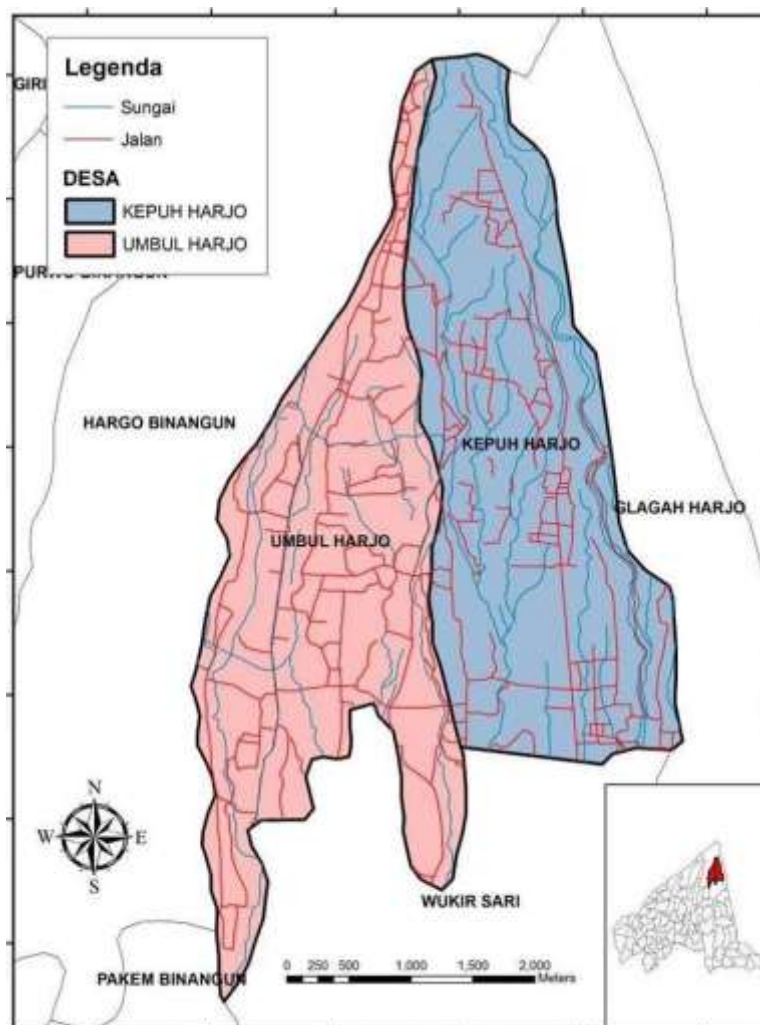 Legenda
GIRI
Sungai
Jalan
DESA
KEPUH HARJO
UMBUL HARJO
HARGO BINANGUN
KEPUH HARJO
GLAGAH HARJO
UMBUL HARJO
N
W E
S
WUKIR SARI
PAKEM BINANGUN
0 250 500 1,000 1,500 2,000
Meters